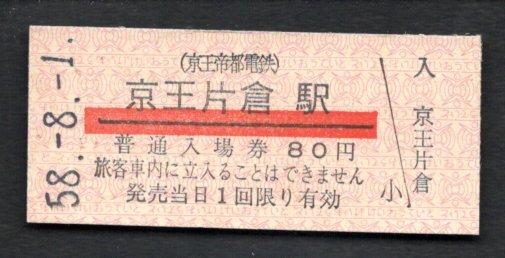 58.-8.-1.
(京王帝都電鉄)
京王片倉駅
普通入場券 80円
旅客車内に立入ることはできません
発売当日1回限り有効
小
入 京王片倉